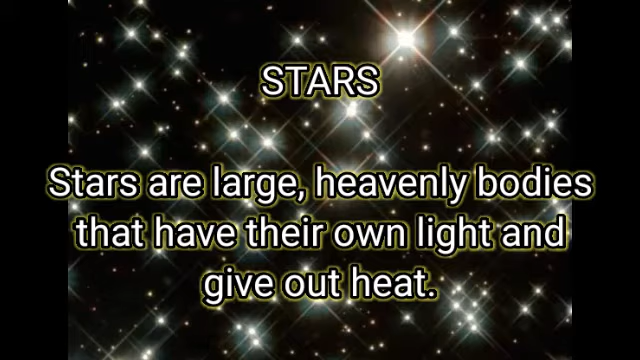 STARS
Stars are large, heavenly bodies
that have their own light and
give out heat.